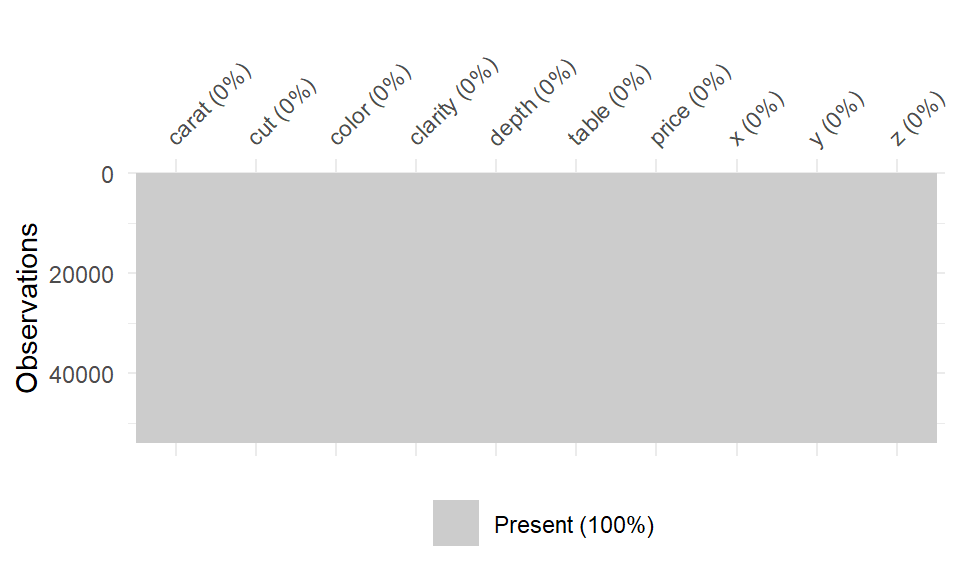 carat (0%)
cut (0%)
color (0%)
clarity (0%)
depth (0%)
table (0%)
price (0%)
x (0%)
y (0%)
z (0%)
0
20000
40000
Observations
Present (100%)